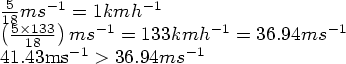 5/18 ms⁻¹ = 1kmh⁻¹
(5×133/18) ms⁻¹ = 133kmh⁻¹ = 36.94ms⁻¹
41.43ms⁻¹ > 36.94ms⁻¹